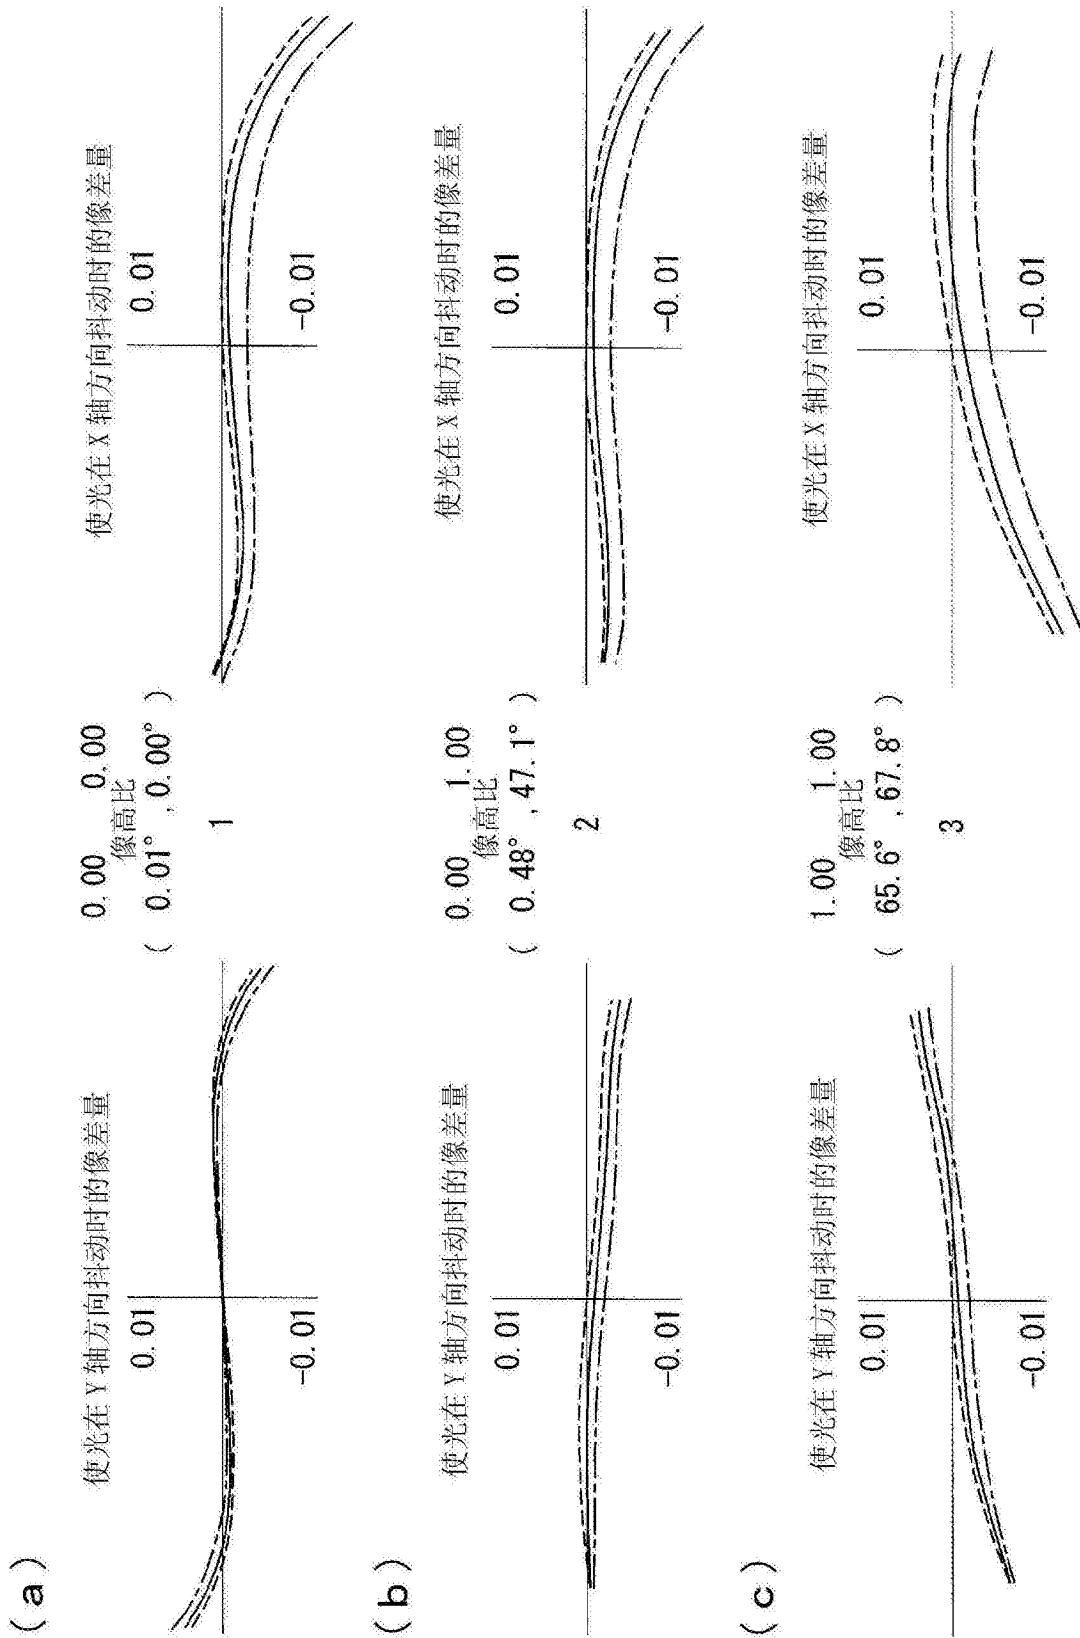 (a)
使光在 Y 轴方向抖动时的像差量
0.01
-0.01
0.00 0.00
像高比
( 0.01° , 0.00° )
1
使光在 X 轴方向抖动时的像差量
0.01
-0.01
(b)
使光在 Y 轴方向抖动时的像差量
0.01
-0.01
0.00 1.00
像高比
( 0.48° , 47.1° )
2
使光在 X 轴方向抖动时的像差量
0.01
-0.01
(c)
使光在 Y 轴方向抖动时的像差量
0.01
-0.01
1.00 1.00
像高比
( 65.6° , 67.8° )
3
使光在 X 轴方向抖动时的像差量
0.01
-0.01